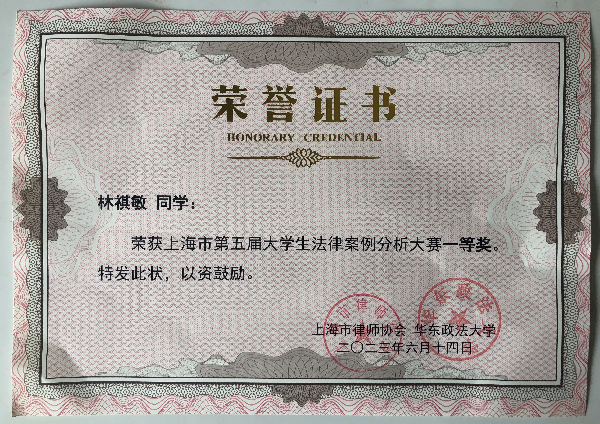 荣誉证书
HONORARY CREDENTIAL
林祺敏 同学：
荣获上海市第五届大学生法律案例分析大赛一等奖。
特发此状，以资鼓励。
上海市律师协会 华东政法大学
二〇二三年六月十四日